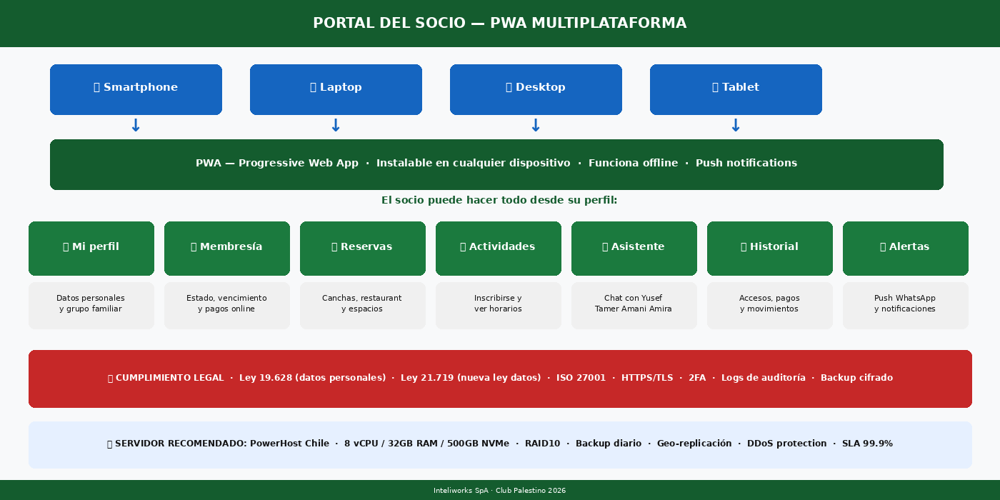 PORTAL DEL SOCIO — PWA MULTIPLATAFORMA
Smartphone
Laptop
Desktop
Tablet
↓ ↓ ↓ ↓
PWA — Progressive Web App · Instalable en cualquier dispositivo · Funciona offline · Push notifications
El socio puede hacer todo desde su perfil:
Mi perfil
Membresía
Reservas
Actividades
Asistente
Historial
Alertas
Datos personales
y grupo familiar
Estado, vencimiento
y pagos online
Canchas, restaurant
y espacios
Inscribirse y
ver horarios
Chat con Yusef
Tamer Amani Amira
Accesos, pagos
y movimientos
Push WhatsApp
y notificaciones
CUMPLIMIENTO LEGAL · Ley 19.628 (datos personales) · Ley 21.719 (nueva ley datos) · ISO 27001 · HTTPS/TLS · 2FA · Logs de auditoría · Backup cifrado
SERVIDOR RECOMENDADO: PowerHost Chile · 8 vCPU / 32GB RAM / 500GB NVMe · RAID10 · Backup diario · Geo-replicación · DDoS protection · SLA 99.9%
Inteliworks SpA · Club Palestino 2026